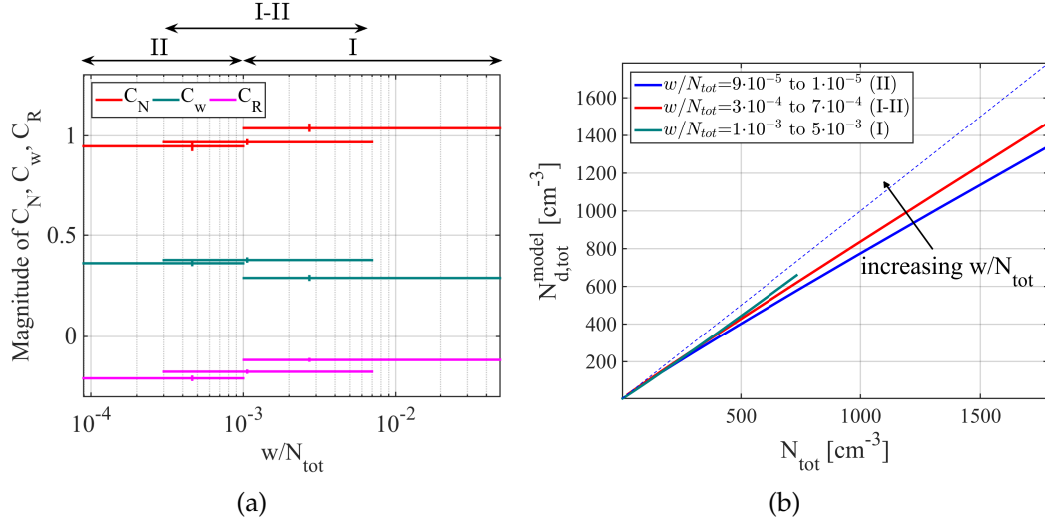 I-II
II
I
C_N
C_w
C_R
Magnitude of C_N, C_w, C_R
1
0.5
0
10^-4
10^-3
10^-2
w/N_tot
(a)
w/N_tot=9·10^-5 to 1·10^-5 (II)
w/N_tot=3·10^-4 to 7·10^-4 (I-II)
w/N_tot=1·10^-3 to 5·10^-3 (I)
N_d,tot^model [cm^-3]
1600
1400
1200
1000
800
600
400
200
increasing w/N_tot
500
1000
1500
N_tot [cm^-3]
(b)